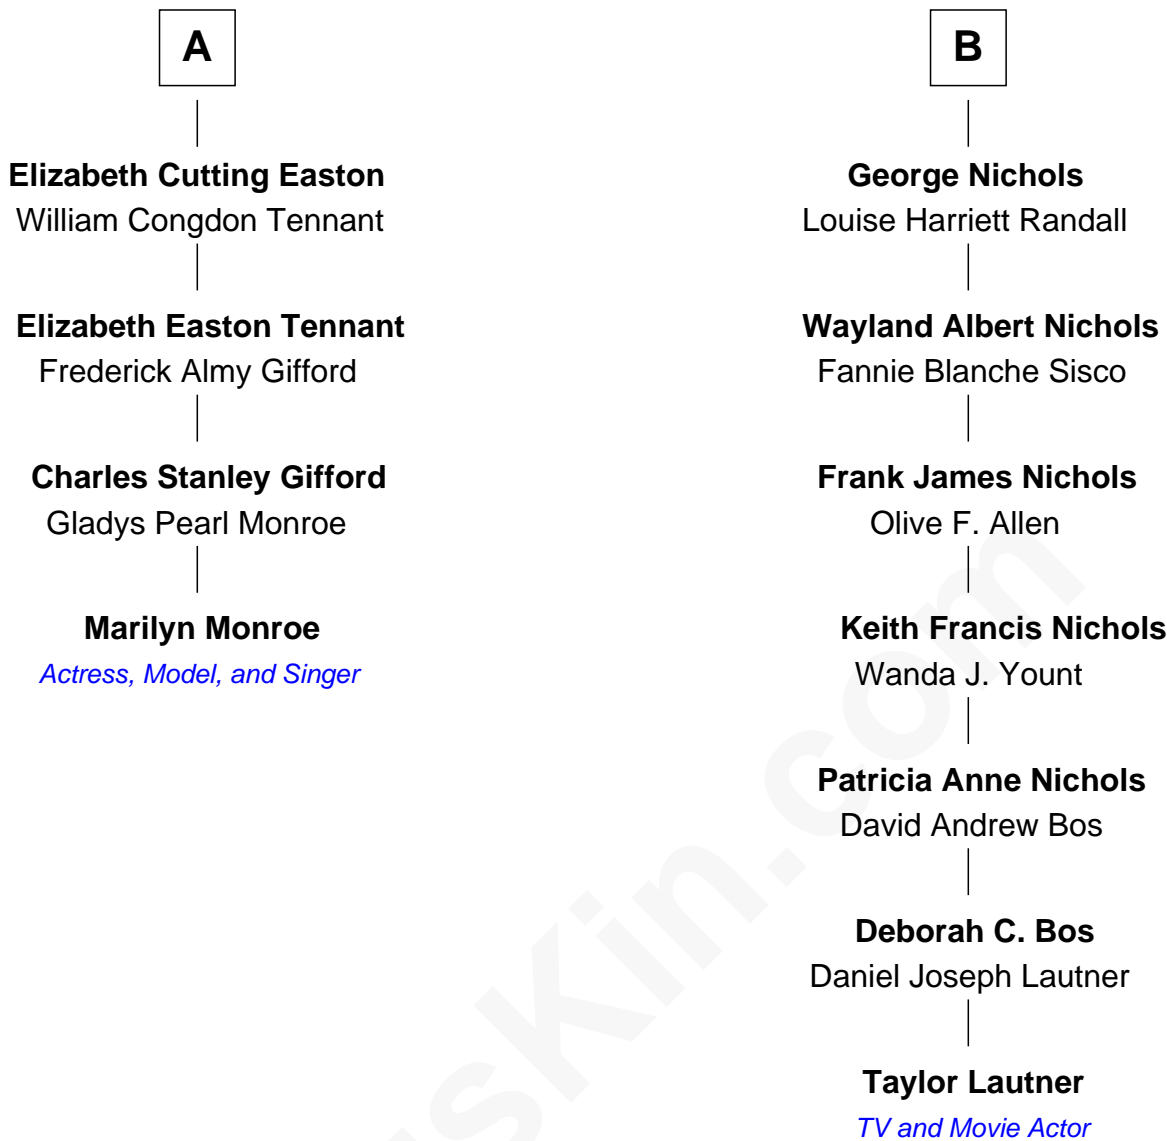 A
Elizabeth Cutting Easton
William Congdon Tennant
Elizabeth Easton Tennant
Frederick Almy Gifford
Charles Stanley Gifford
Gladys Pearl Monroe
Marilyn Monroe
Actress, Model, and Singer
B
George Nichols
Louise Harriett Randall
Wayland Albert Nichols
Fannie Blanche Sisco
Frank James Nichols
Olive F. Allen
Keith Francis Nichols
Wanda J. Yount
Patricia Anne Nichols
David Andrew Bos
Deborah C. Bos
Daniel Joseph Lautner
Taylor Lautner
TV and Movie Actor
sKin.com